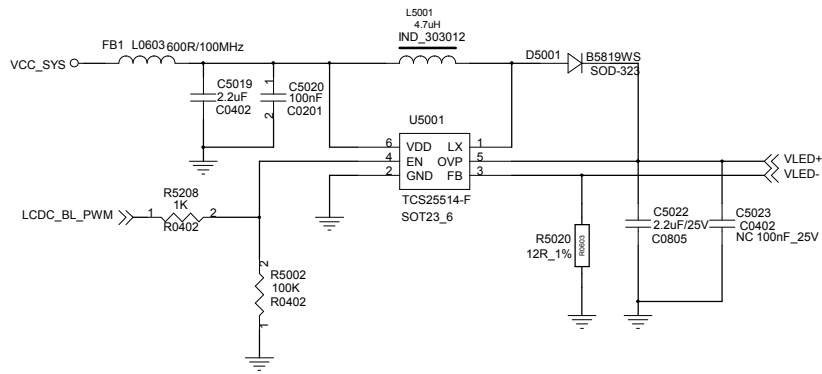 L5001
4.7uH
IND_303012
FB1 L0603 600R/100MHz
VCC_SYS
D5001 B5819WS
SOD-323
C5019
2.2uF
C0402
1
C5020
100nF
C0201
2
U5001
6 VDD LX 1
4 EN OVP 5
2 GND FB 3
TCS25514-F
SOT23_6
VLED+
VLED-
R5208
1K
LCDC_BL_PWM 1 2
R0402
R5020
12R_1%
R0603
C5022
2.2uF/25V
C0805
C5023
C0402
NC 100nF_25V
2
R5002
100K
R0402
1